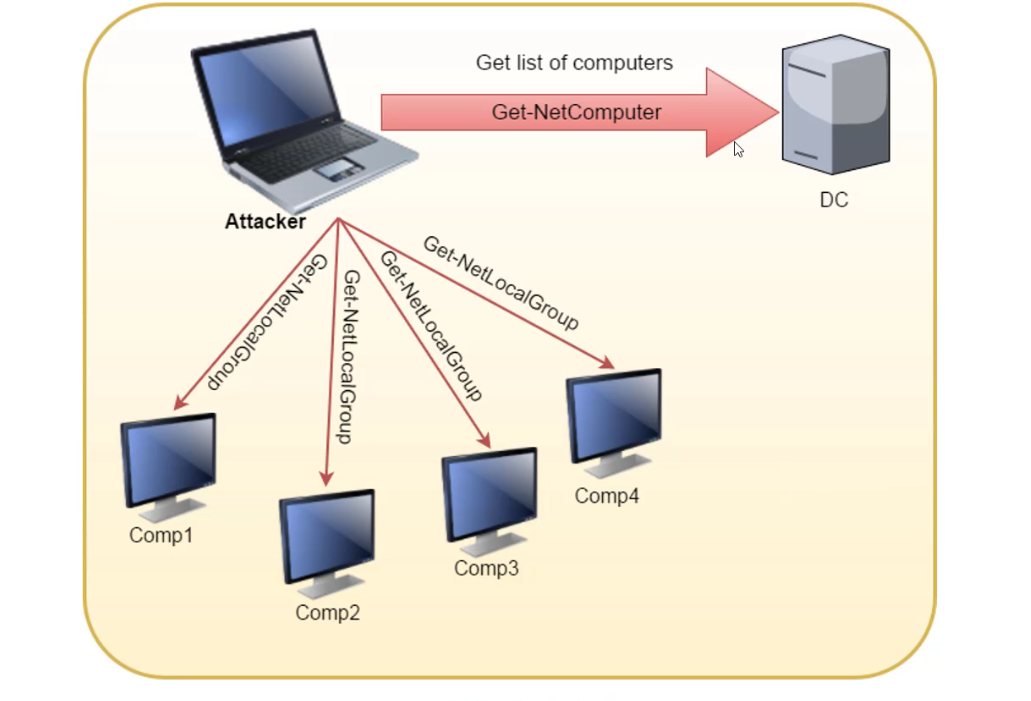 Get list of computers
Get-NetComputer
DC
Attacker
Get-NetLocalGroup
Get-NetLocalGroup
Get-NetLocalGroup
Get-NetLocalGroup
Comp1
Comp2
Comp3
Comp4